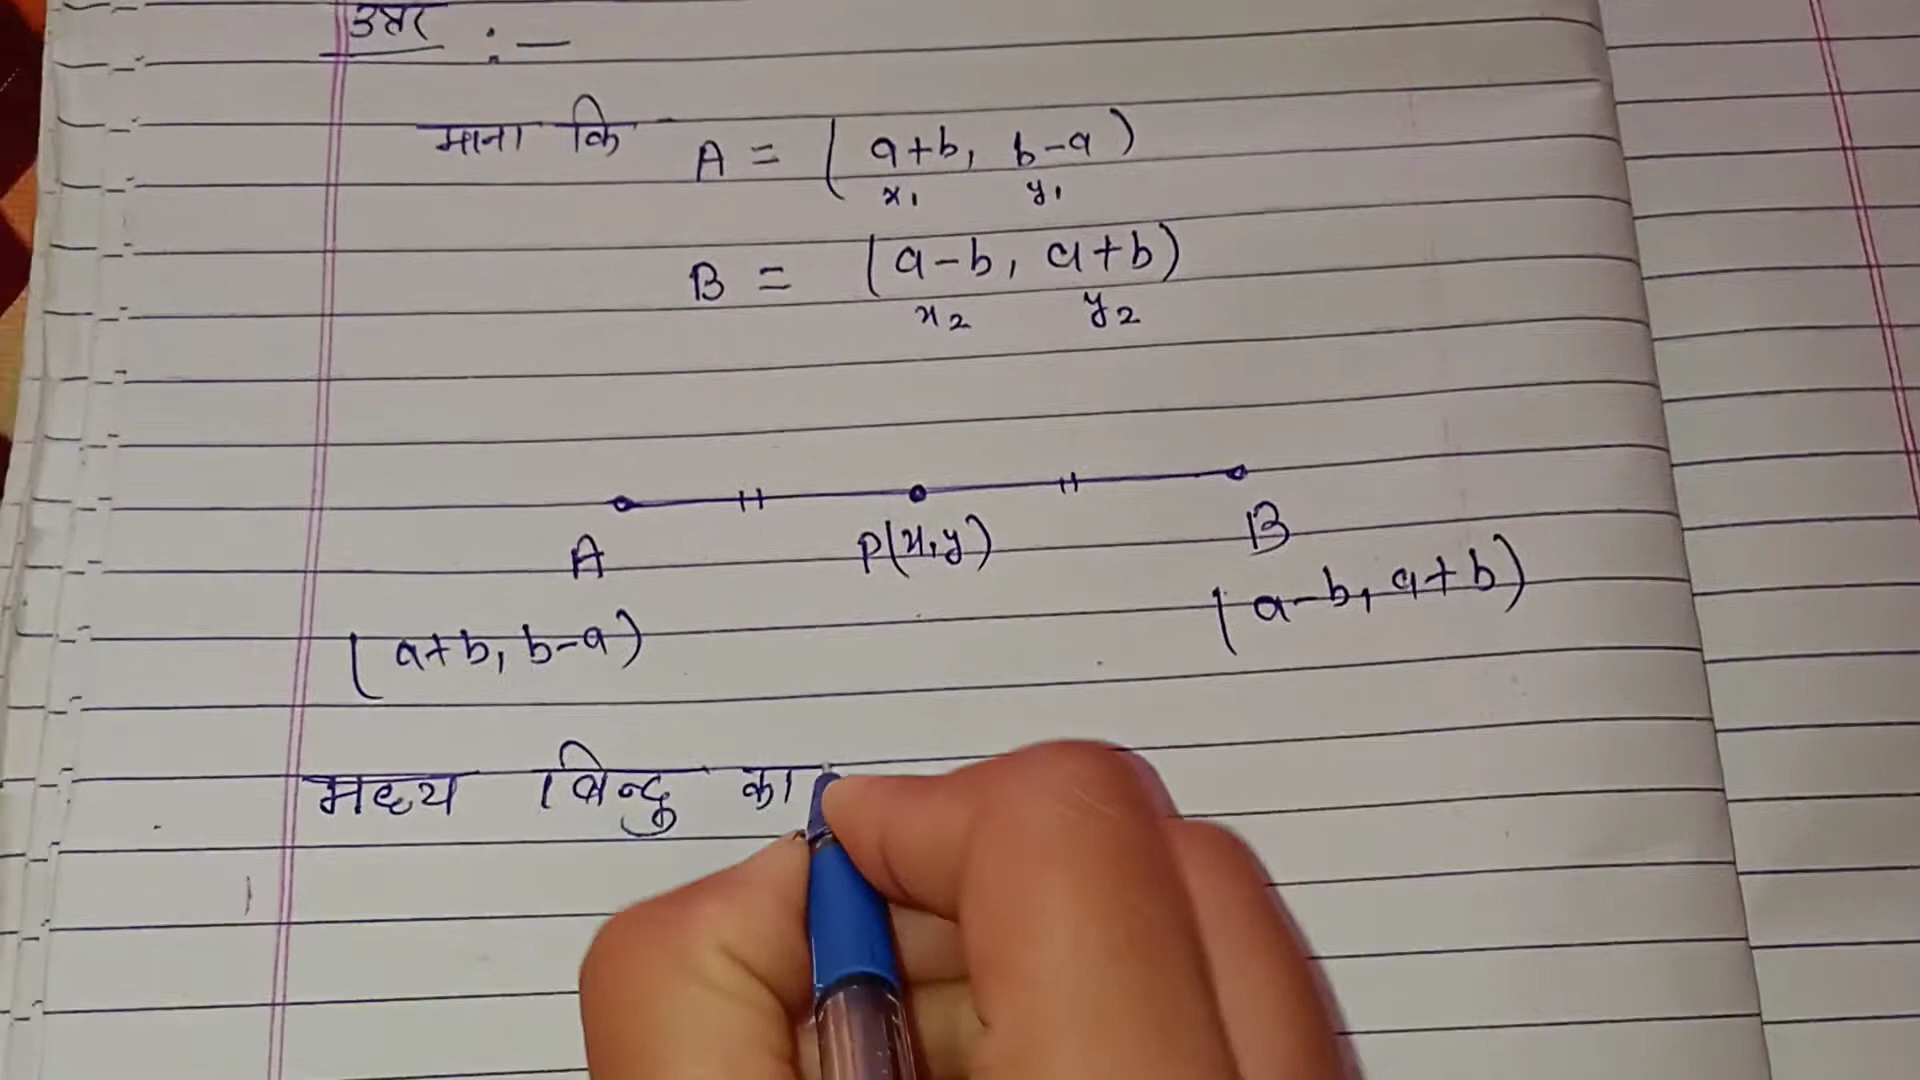 उत्तर :-
माना कि A = ( a+b, b-a )
x₁ y₁
B = ( a-b, a+b )
x₂ y₂
A P(x,y) B
( a+b, b-a ) ( a-b, a+b )
मध्य बिन्दु का